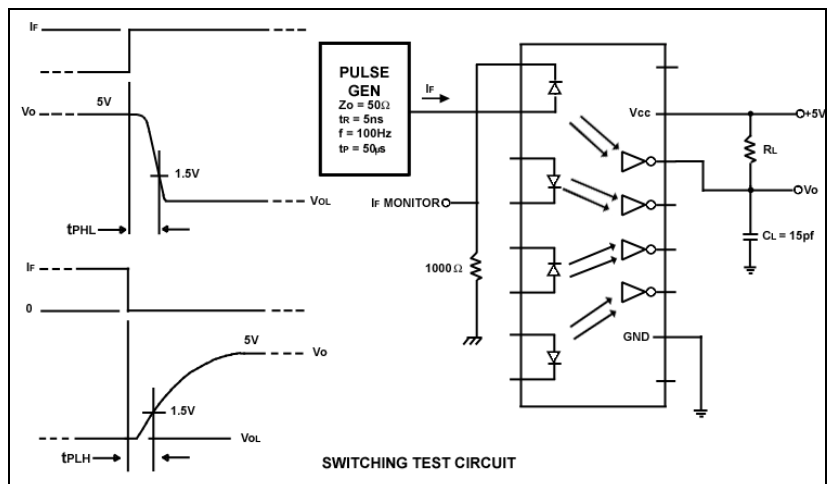 IF
5V
Vo
1.5V
VOL
tPHL
IF
0
5V
Vo
1.5V
VOL
tPLH
PULSE
GEN
Zo = 50Ω
tR = 5ns
f = 100Hz
tP = 50µs
IF
IF MONITOR
1000Ω
Vcc
+5V
RL
Vo
CL = 15pf
GND
SWITCHING TEST CIRCUIT